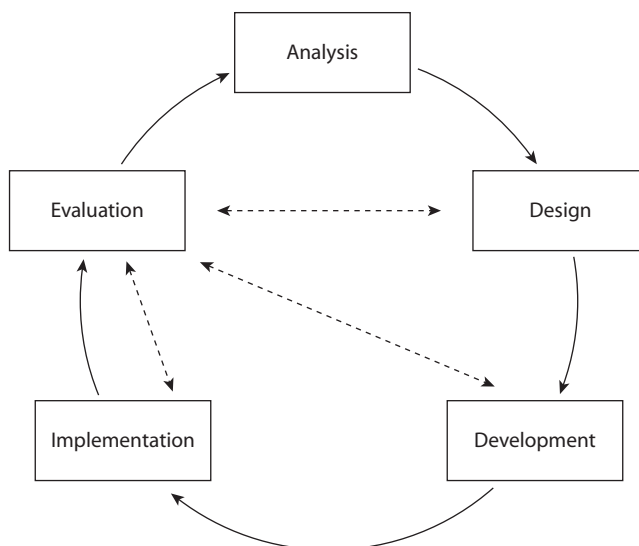 Analysis
Evaluation
Design
Implementation
Development